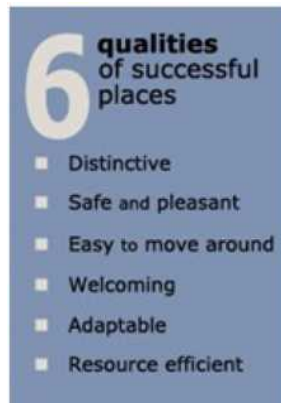 6 qualities
of successful
places
Distinctive
Safe and pleasant
Easy to move around
Welcoming
Adaptable
Resource efficient